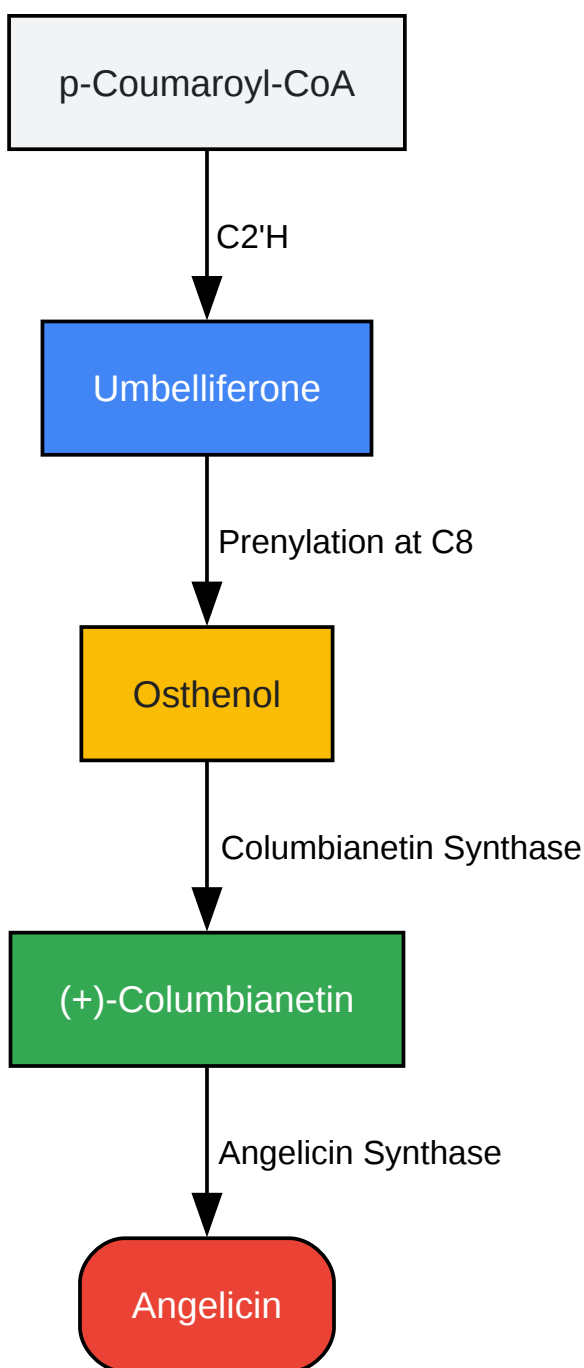 p-Coumaroyl-CoA
C2'H
Umbelliferone
Prenylation at C8
Osthenol
Columbianetin Synthase
(+)-Columbianetin
Angelicin Synthase
Angelicin